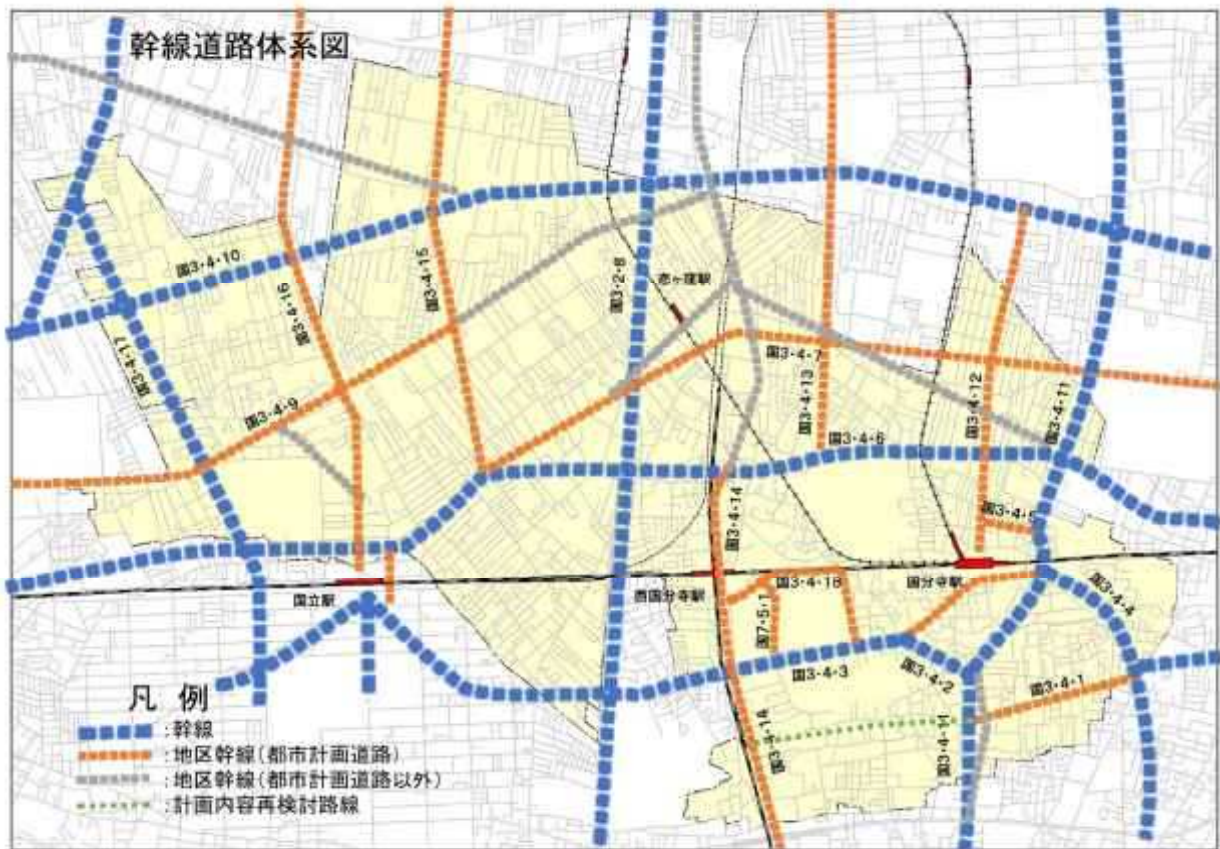 幹線道路体系図
国3・4・10
国3・4・16
国3・4・15
国3・2・8
恋ヶ窪駅
国3・4・17
国3・4・9
国3・4・7
国3・4・13
国3・4・12
国3・4・11
国3・4・6
国3・4・14
国3・4・5
国立駅
西国分寺駅
国3・4・18
国分寺駅
国3・4・4
国7・5・1
国3・4・3
国3・4・2
国3・4・1
国3・4・14
国3・4・11
凡 例
:幹線
:地区幹線(都市計画道路)
:地区幹線(都市計画道路以外)
:計画内容再検討路線